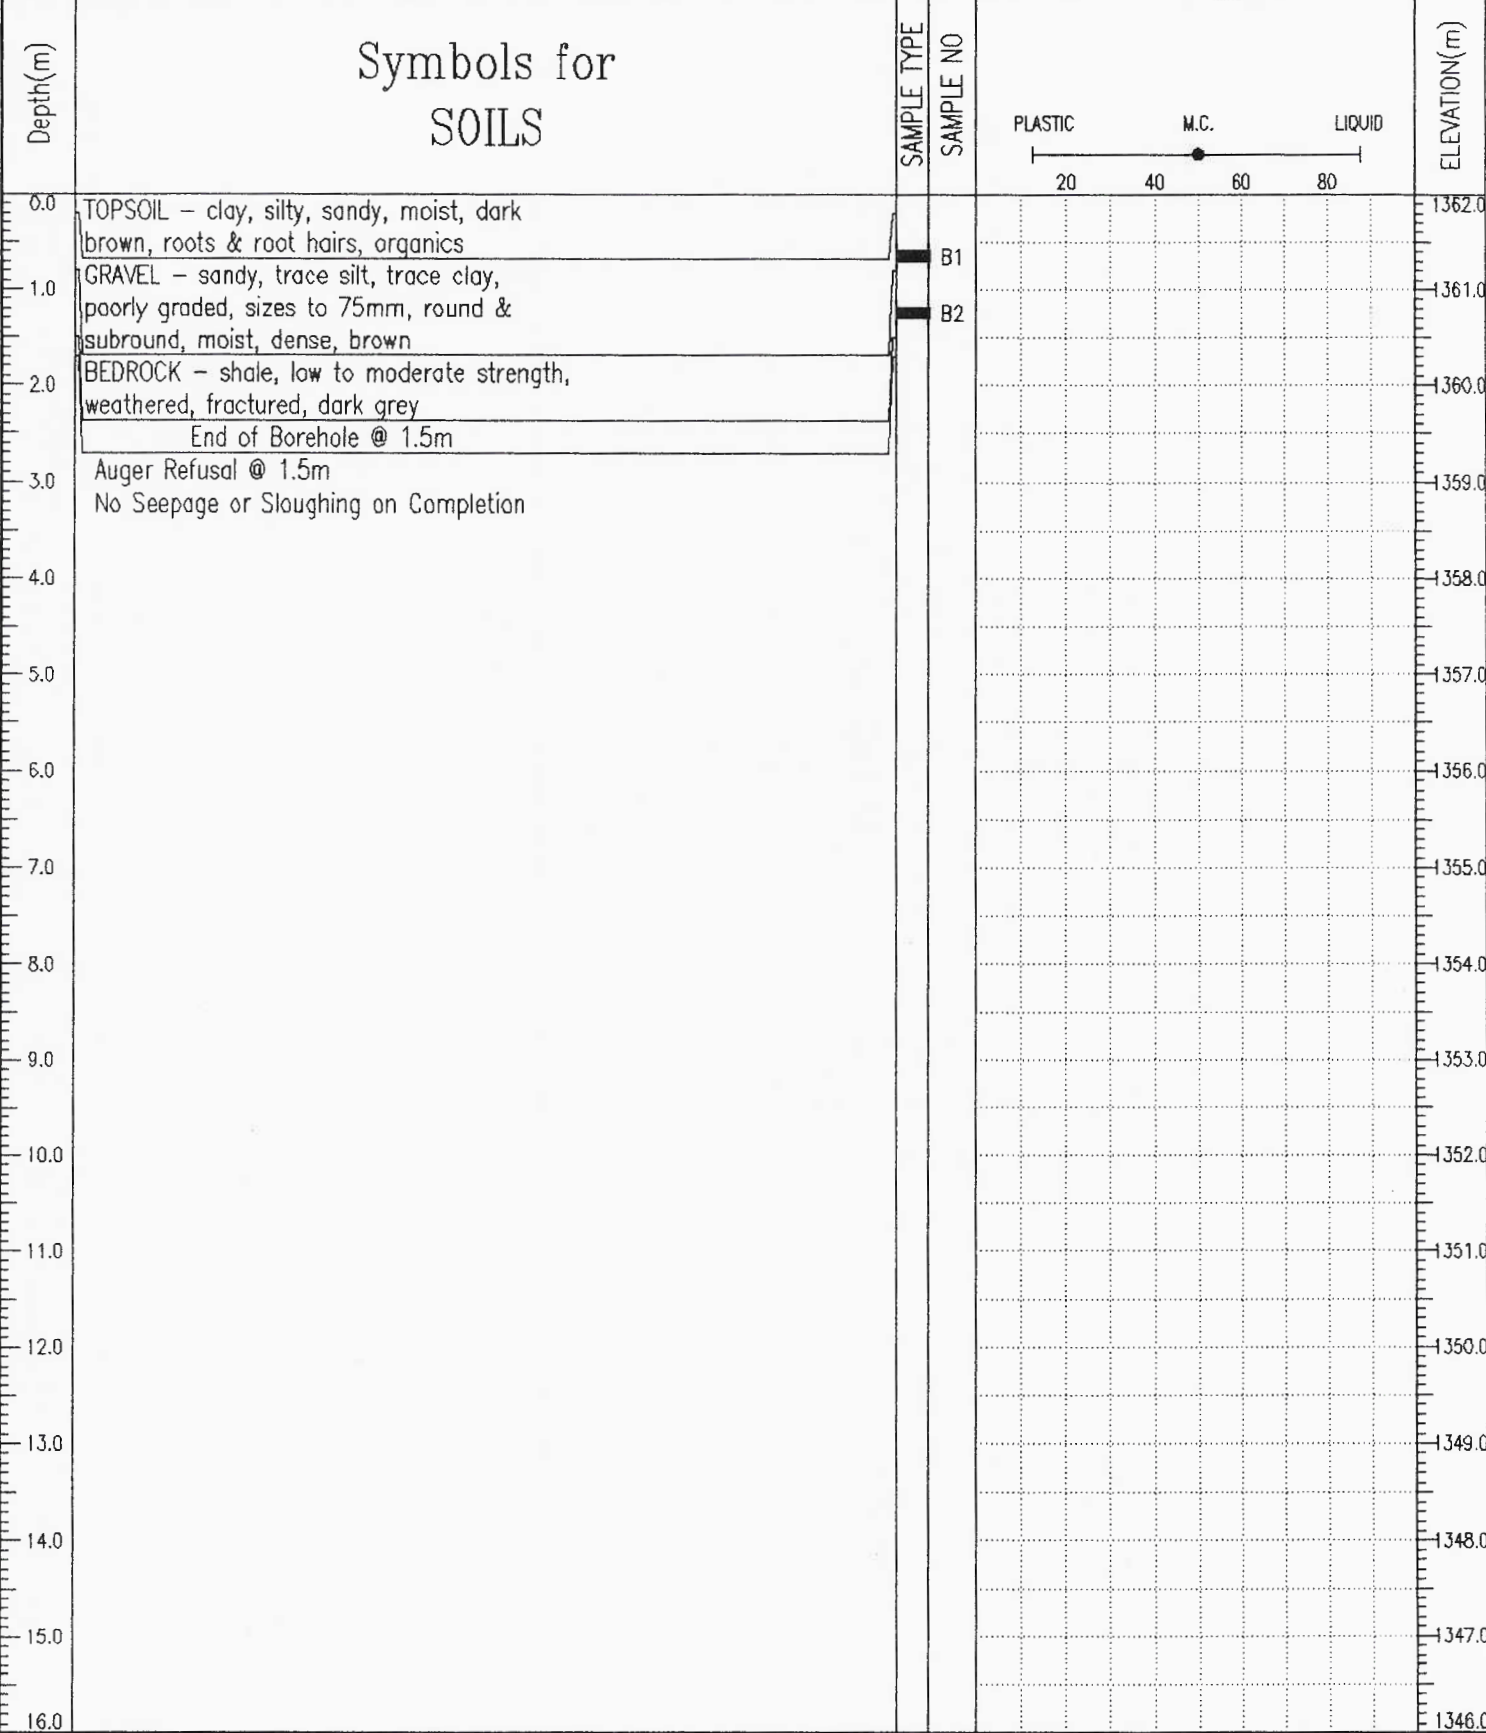 Depth(m)
Symbols for
SOILS
SAMPLE TYPE
SAMPLE NO
PLASTIC M.C. LIQUID
20 40 60 80
ELEVATION(m)
0.0
TOPSOIL – clay, silty, sandy, moist, dark
brown, roots & root hairs, organics
B1
GRAVEL – sandy, trace silt, trace clay,
1.0
poorly graded, sizes to 75mm, round &
B2
subround, moist, dense, brown
BEDROCK – shale, low to moderate strength,
2.0
weathered, fractured, dark grey
End of Borehole @ 1.5m
Auger Refusal @ 1.5m
3.0
No Seepage or Sloughing on Completion
4.0
5.0
6.0
7.0
8.0
9.0
10.0
11.0
12.0
13.0
14.0
15.0
16.0
1362.0
1361.0
1360.0
1359.0
1358.0
1357.0
1356.0
1355.0
1354.0
1353.0
1352.0
1351.0
1350.0
1349.0
1348.0
1347.0
1346.0